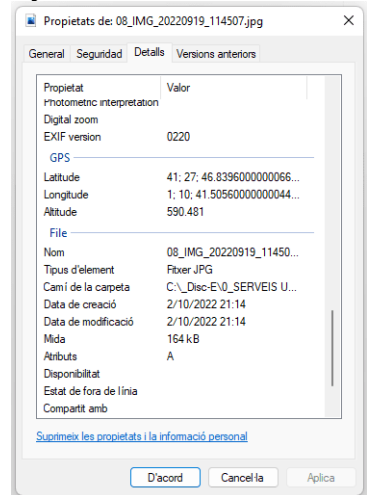 Propietats de: 08_IMG_20220919_114507.jpg
General Seguridad Detalls Versions anteriors
Propietat Valor
Photometric interpretation
Digital zoom
EXIF version 0220
GPS
Latitude 41; 27; 46.8396000000066...
Longitude 1; 10; 41.50560000000044...
Altitude 590.481
File
Nom 08_IMG_20220919_11450...
Tipus d'element Fitxer JPG
Camí de la carpeta C:\_Disc-E\0_SERVEIS U...
Data de creació 2/10/2022 21:14
Data de modificació 2/10/2022 21:14
Mida 164 kB
Atributs A
Disponibilitat
Estat de fora de línia
Compartit amb
Suprimeix les propietats i la informació personal
D'acord Cancel·la Aplica